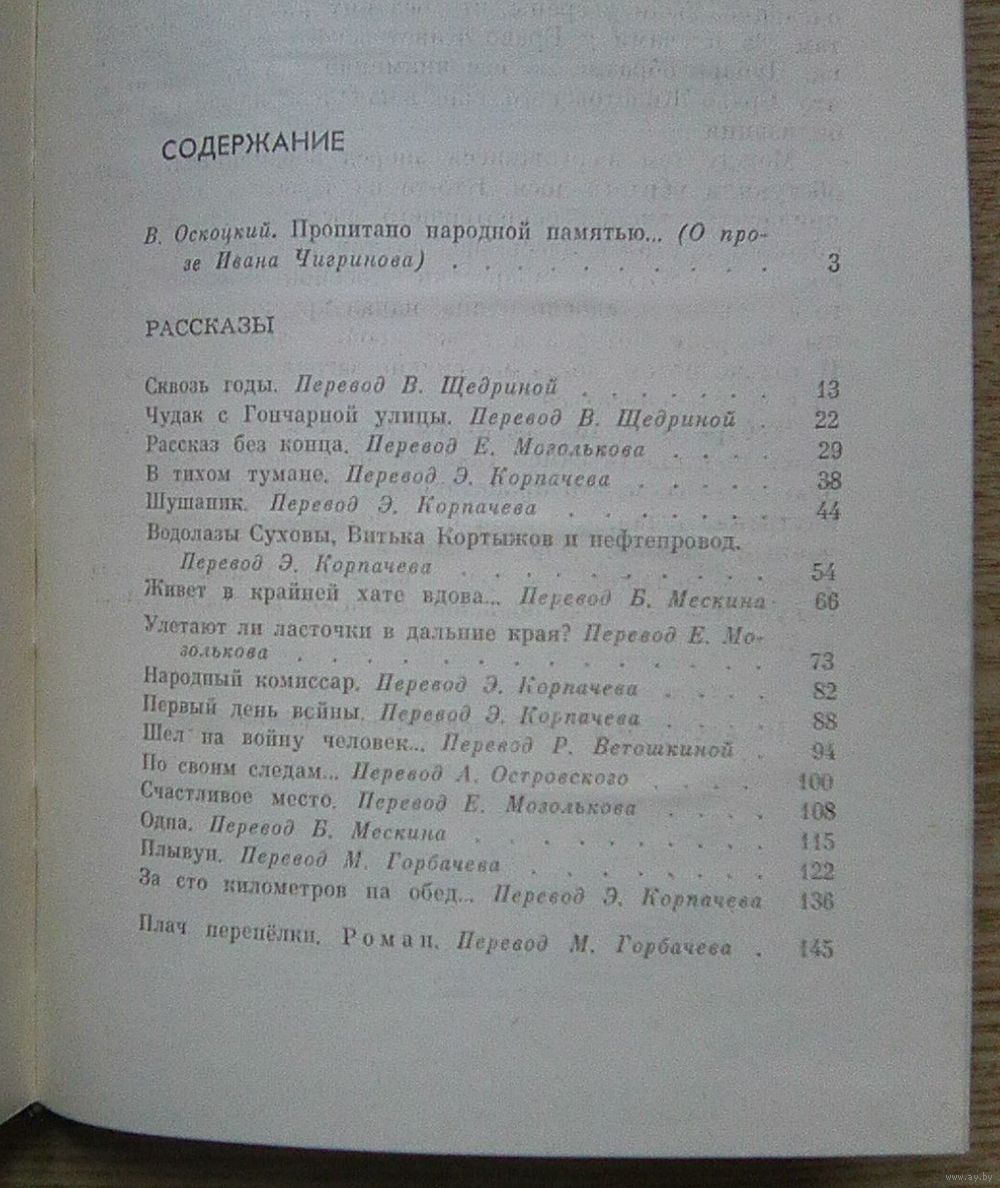 СОДЕРЖАНИЕ
В. Оскоцкий. Пропитано народной памятью... (О про-
зе Ивана Чигринова) . . . . . . . . . . 3
РАССКАЗЫ
Сквозь годы. Перевод В. Щедриной . . . . . . . 13
Чудак с Гончарной улицы. Перевод В. Щедриной . 22
Рассказ без конца. Перевод Е. Мозолькова . . . . 29
В тихом тумане. Перевод Э. Корпачева . . . . . 38
Шушаник. Перевод Э. Корпачева . . . . . . . 44
Водолазы Суховы, Витька Кортыжов и нефтепровод.
Перевод Э. Корпачева . . . . . . . . . . 54
Живет в крайней хате вдова... Перевод Б. Мескина 66
Улетают ли ласточки в дальние края? Перевод Е. Мо-
золькова . . . . . . . . . . . . . . 73
Народный комиссар. Перевод Э. Корпачева . . . . 82
Первый день войны. Перевод Э. Корпачева . . . . 88
Шел на войну человек... Перевод Р. Ветошкиной . 94
По своим следам... Перевод А. Островского . . . . 100
Счастливое место. Перевод Е. Мозолькова . . . . 108
Одна. Перевод Б. Мескина . . . . . . . . . 115
Плывун. Перевод М. Горбачева . . . . . . . 122
За сто километров на обед... Перевод Э. Корпачева 136
Плач перепёлки. Роман. Перевод М. Горбачева . 145
www.ay.by